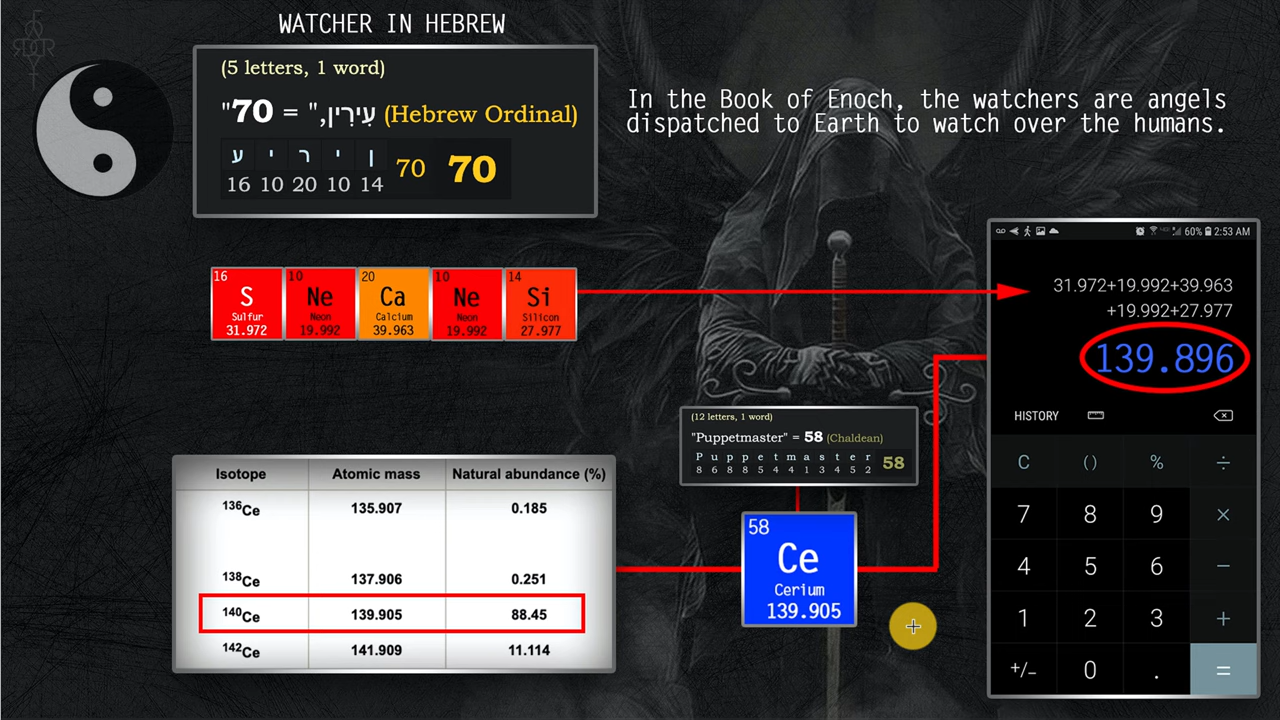 WATCHER IN HEBREW
(5 letters, 1 word)
"עִירִין," = 70" (Hebrew Ordinal)
ע י ר י ן
16 10 20 10 14 70 70
In the Book of Enoch, the watchers are angels
dispatched to Earth to watch over the humans.
16 10 20 10 14
S Ne Ca Ne Si
Sulfur Neon Calcium Neon Silicon
31.972 19.992 39.963 19.992 27.977
60% 2:53 AM
31.972+19.992+39.963
+19.992+27.977
139.896
HISTORY
C () % ÷
7 8 9 ×
4 5 6 −
1 2 3 +
+/− 0 . =
(12 letters, 1 word)
"Puppetmaster" = 58 (Chaldean)
P u p p e t m a s t e r
8 6 8 8 5 4 4 1 3 4 5 2 58
58
Ce
Cerium
139.905
Isotope Atomic mass Natural abundance (%)
136Ce 135.907 0.185
138Ce 137.906 0.251
140Ce 139.905 88.45
142Ce 141.909 11.114